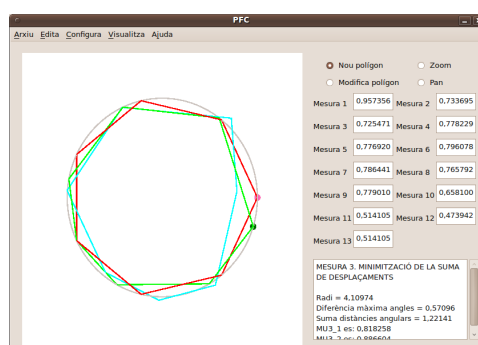 PFC
Arxiu Edita Configura Visualitza Ajuda
Nou polígon Zoom
Modifica polígon Pan
Mesura 1 0,957356 Mesura 2 0,733695
Mesura 3 0,725471 Mesura 4 0,778229
Mesura 5 0,776920 Mesura 6 0,796078
Mesura 7 0,786441 Mesura 8 0,765792
Mesura 9 0,779010 Mesura 10 0,658100
Mesura 11 0,514105 Mesura 12 0,473942
Mesura 13 0,514105
MESURA 3. MINIMITZACIÓ DE LA SUMA
DE DESPLAÇAMENTS
Radi = 4,10974
Diferència màxima angles = 0,57096
Suma distàncies angulars = 1,22141
MU3_1 es: 0,818258
MU3_2 es: 0,886604